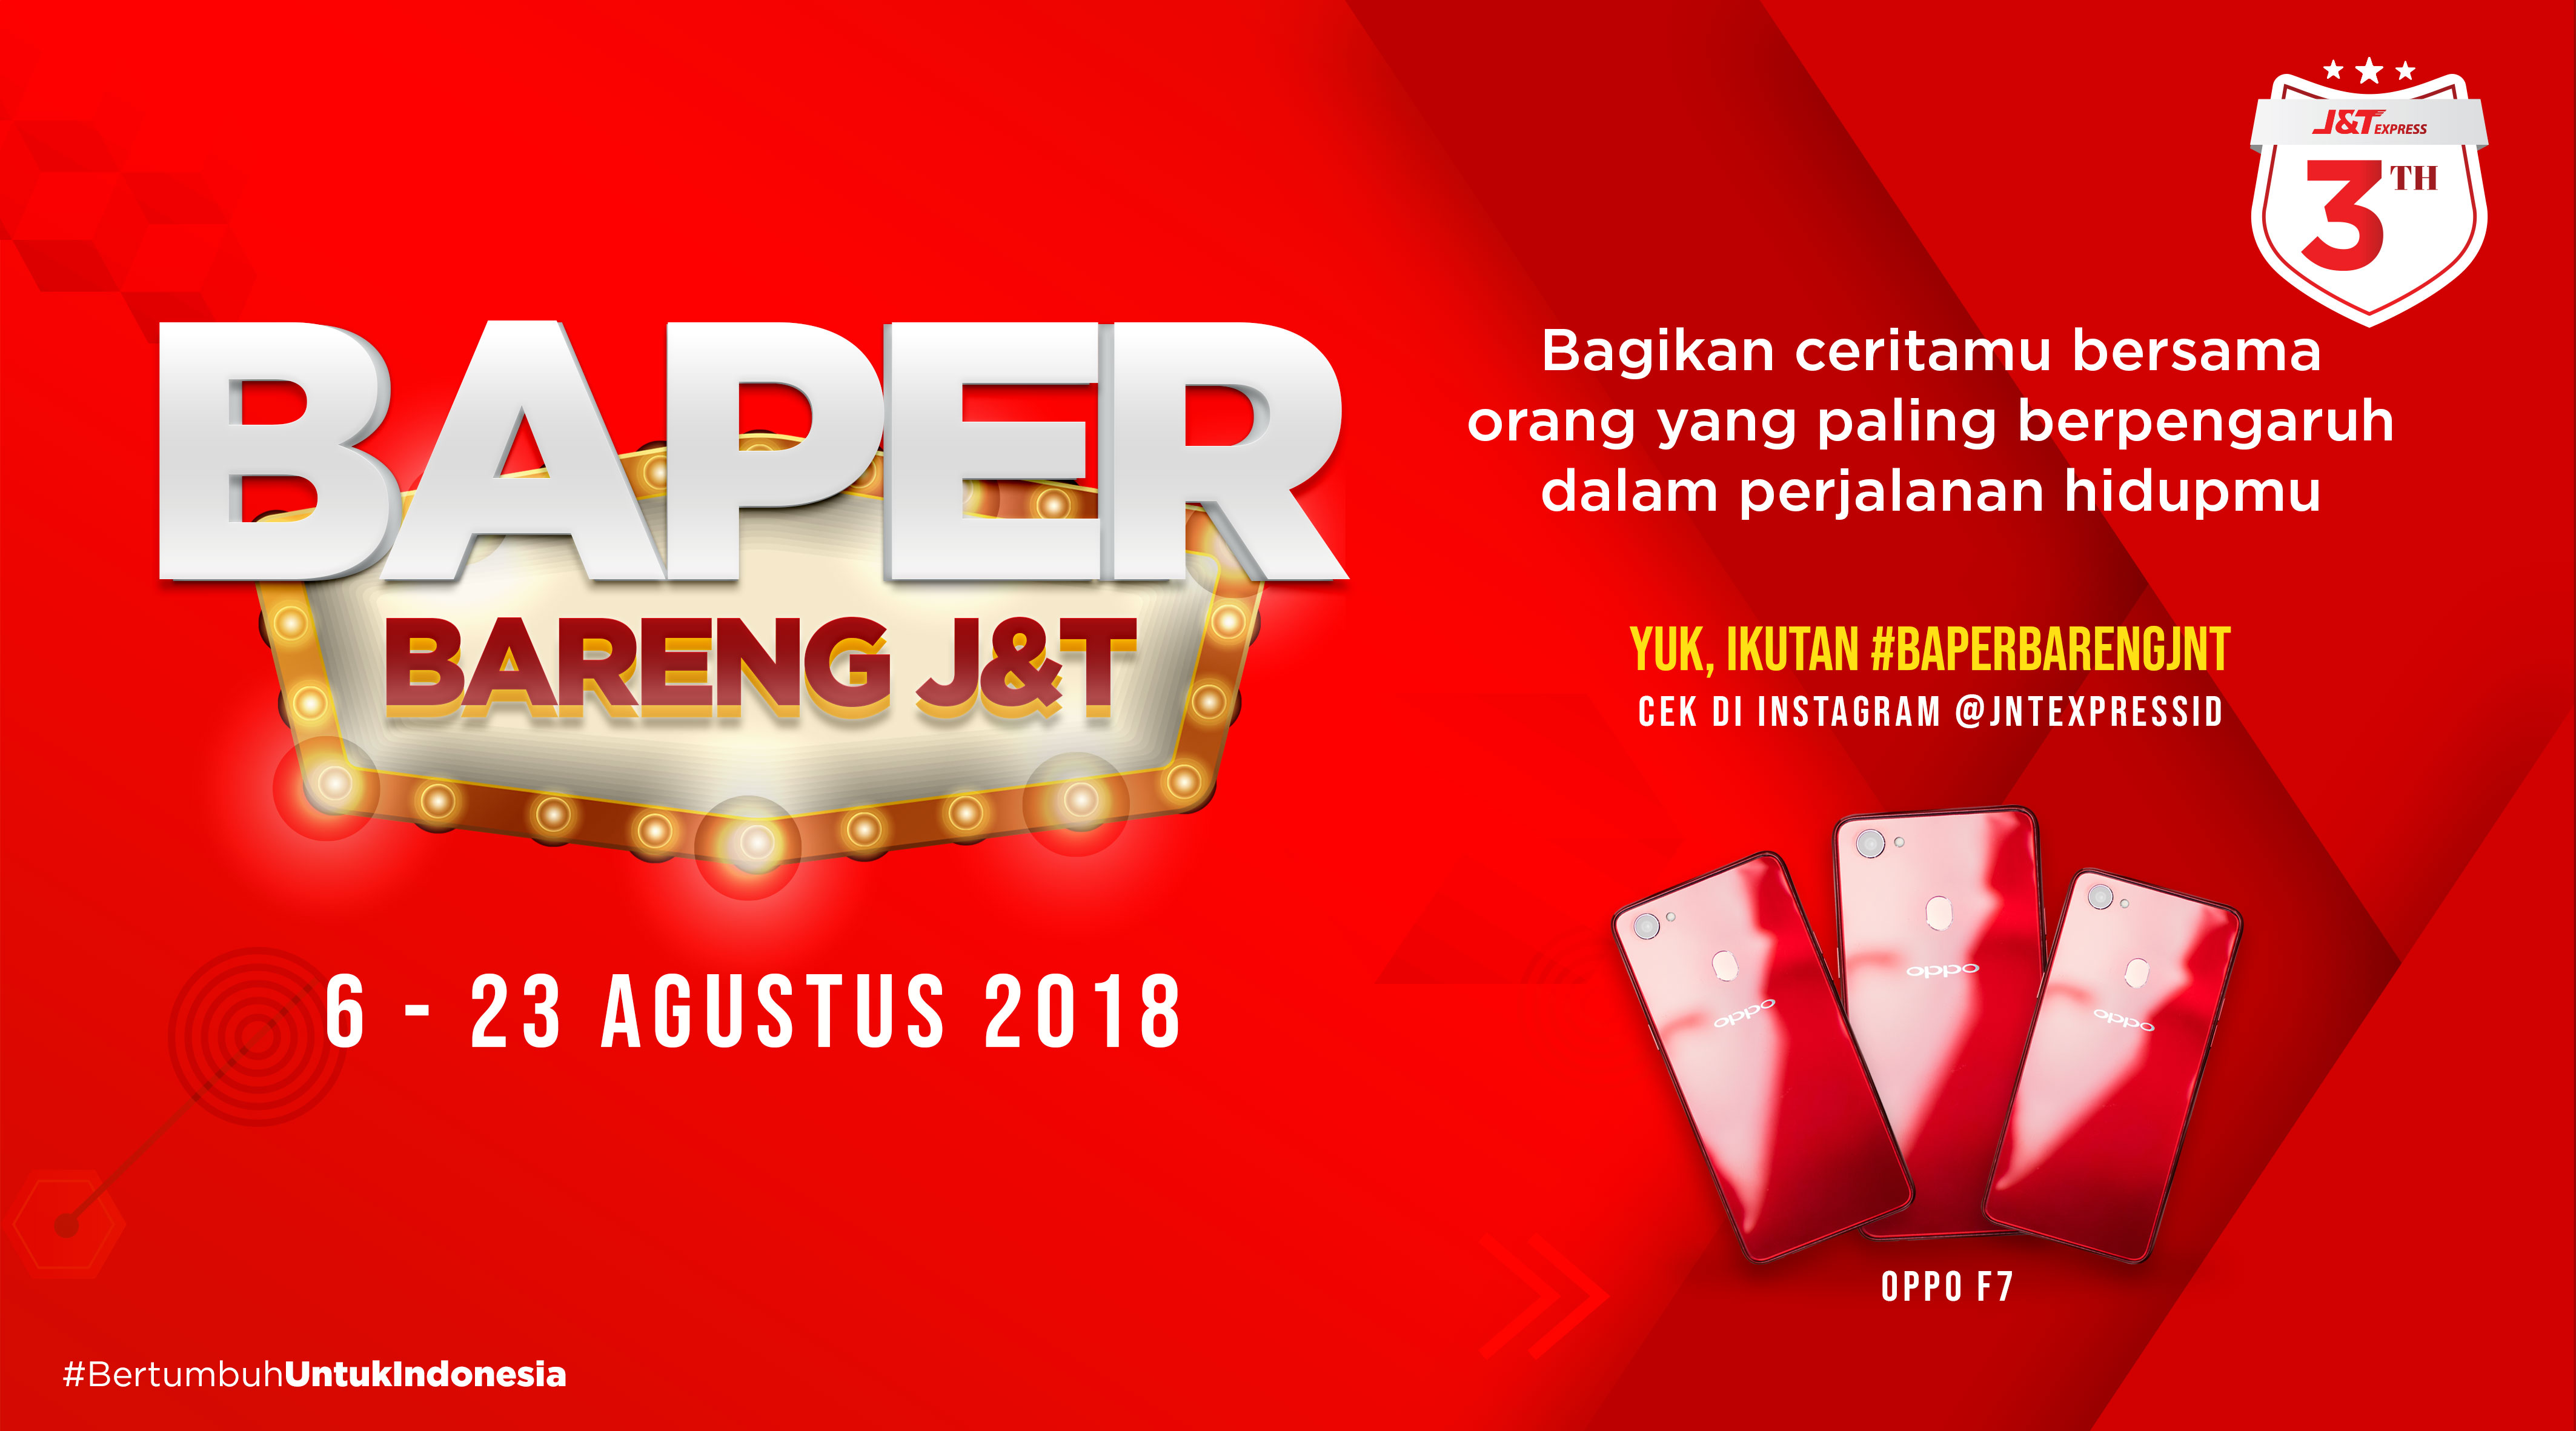 BAPER
BARENG J&T
6 - 23 AGUSTUS 2018
#BertumbuhUntukIndonesia
J&T EXPRESS
3TH
Bagikan ceritamu bersama
orang yang paling berpengaruh
dalam perjalanan hidupmu
YUK, IKUTAN #BAPERBARENGJNT
CEK DI INSTAGRAM @JNTEXPRESSID
oppo
oppo
oppo
OPPO F7